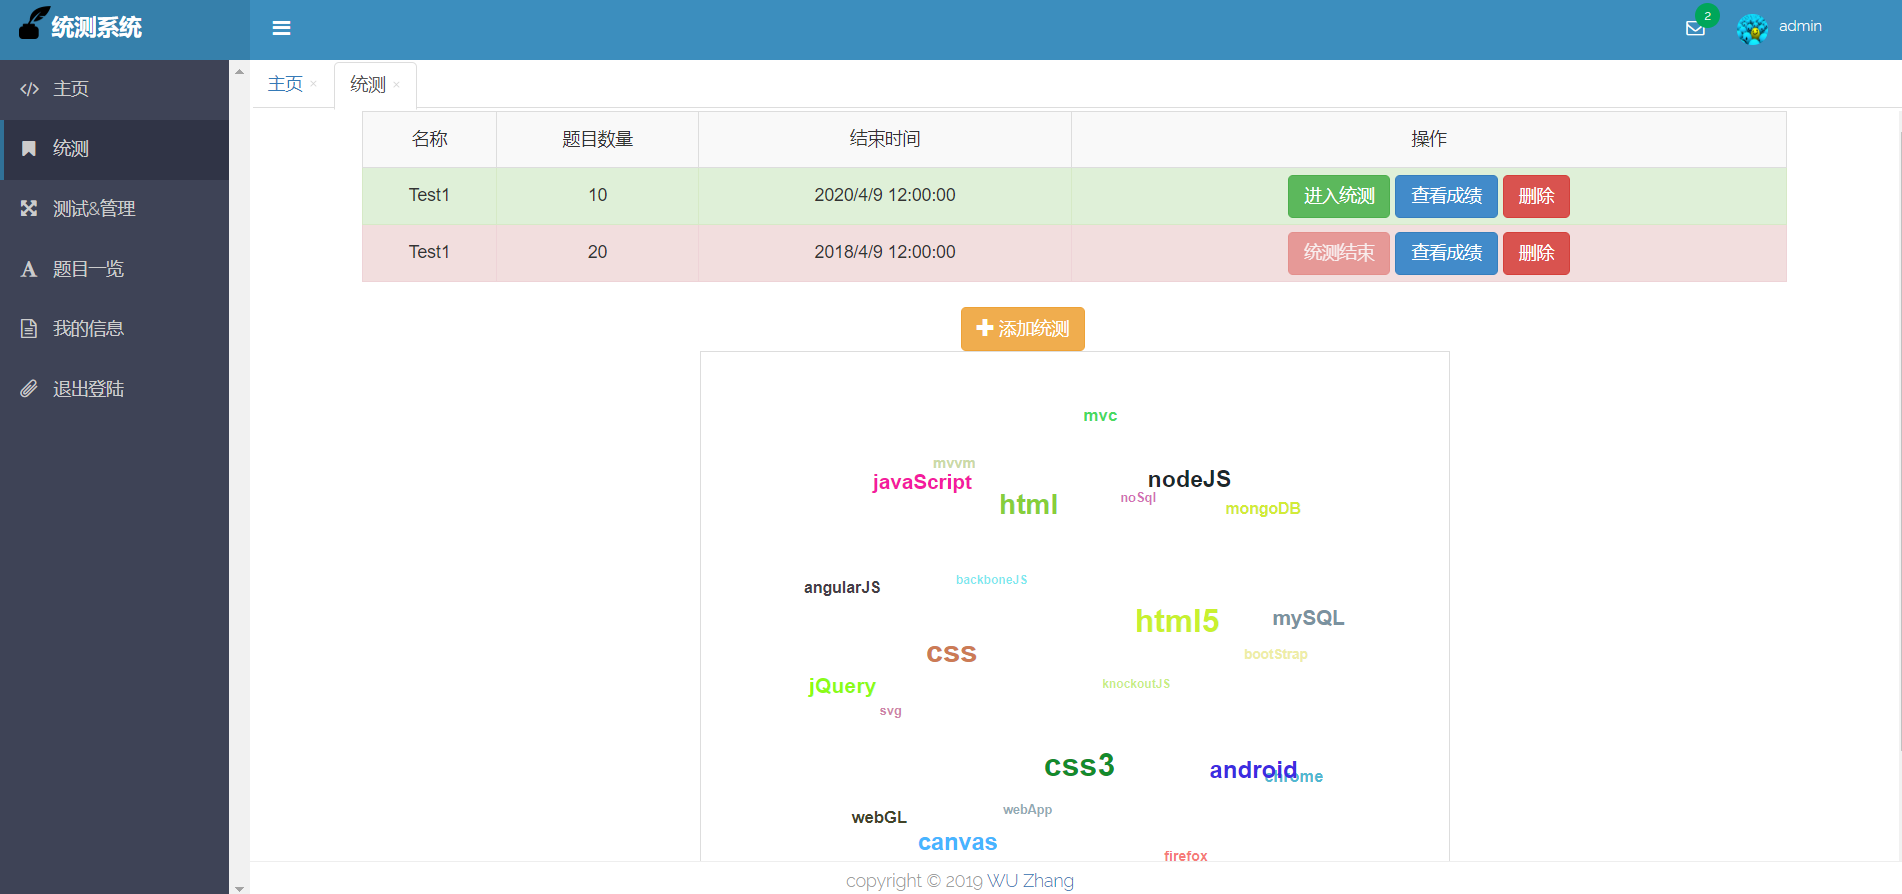 统测系统
2
admin
主页
统测
测试&管理
题目一览
我的信息
退出登陆
主页 ×
统测 ×
名称 题目数量 结束时间 操作
Test1 10 2020/4/9 12:00:00 进入统测 查看成绩 删除
Test1 20 2018/4/9 12:00:00 统测结束 查看成绩 删除
添加统测
mvc
mvvm
javaScript
nodeJS
html
noSql
mongoDB
backboneJS
angularJS
html5
mySQL
css
bootStrap
jQuery
knockoutJS
svg
css3
android
chrome
webApp
webGL
canvas
firefox
copyright © 2019 WU Zhang